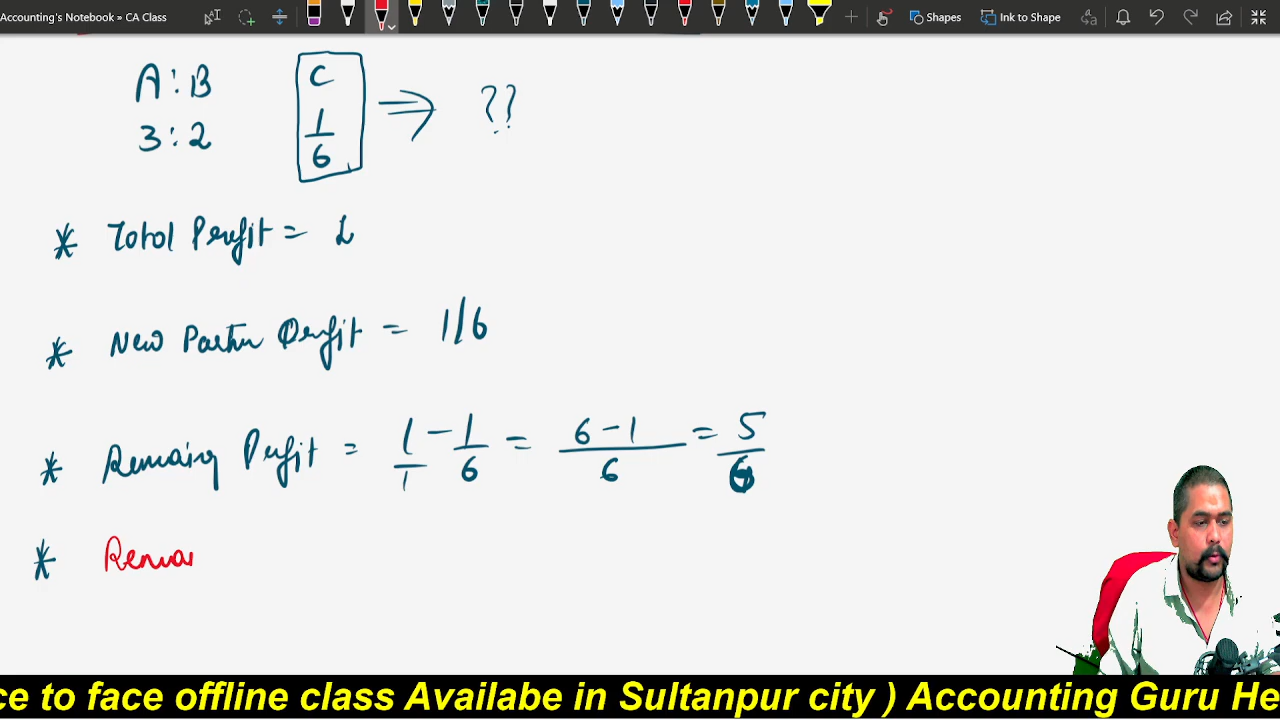 Accounting's Notebook » CA Class
Shapes
Ink to Shape
A : B
C
3 : 2
1
6
⇒ ??
* Total Profit = 1
* New Partner Profit = 1/6
* Remaing Profit = 1/1 - 1/6 = 6-1/6 = 5/6
* Rema
ce to face offline class Availabe in Sultanpur city ) Accounting Guru He